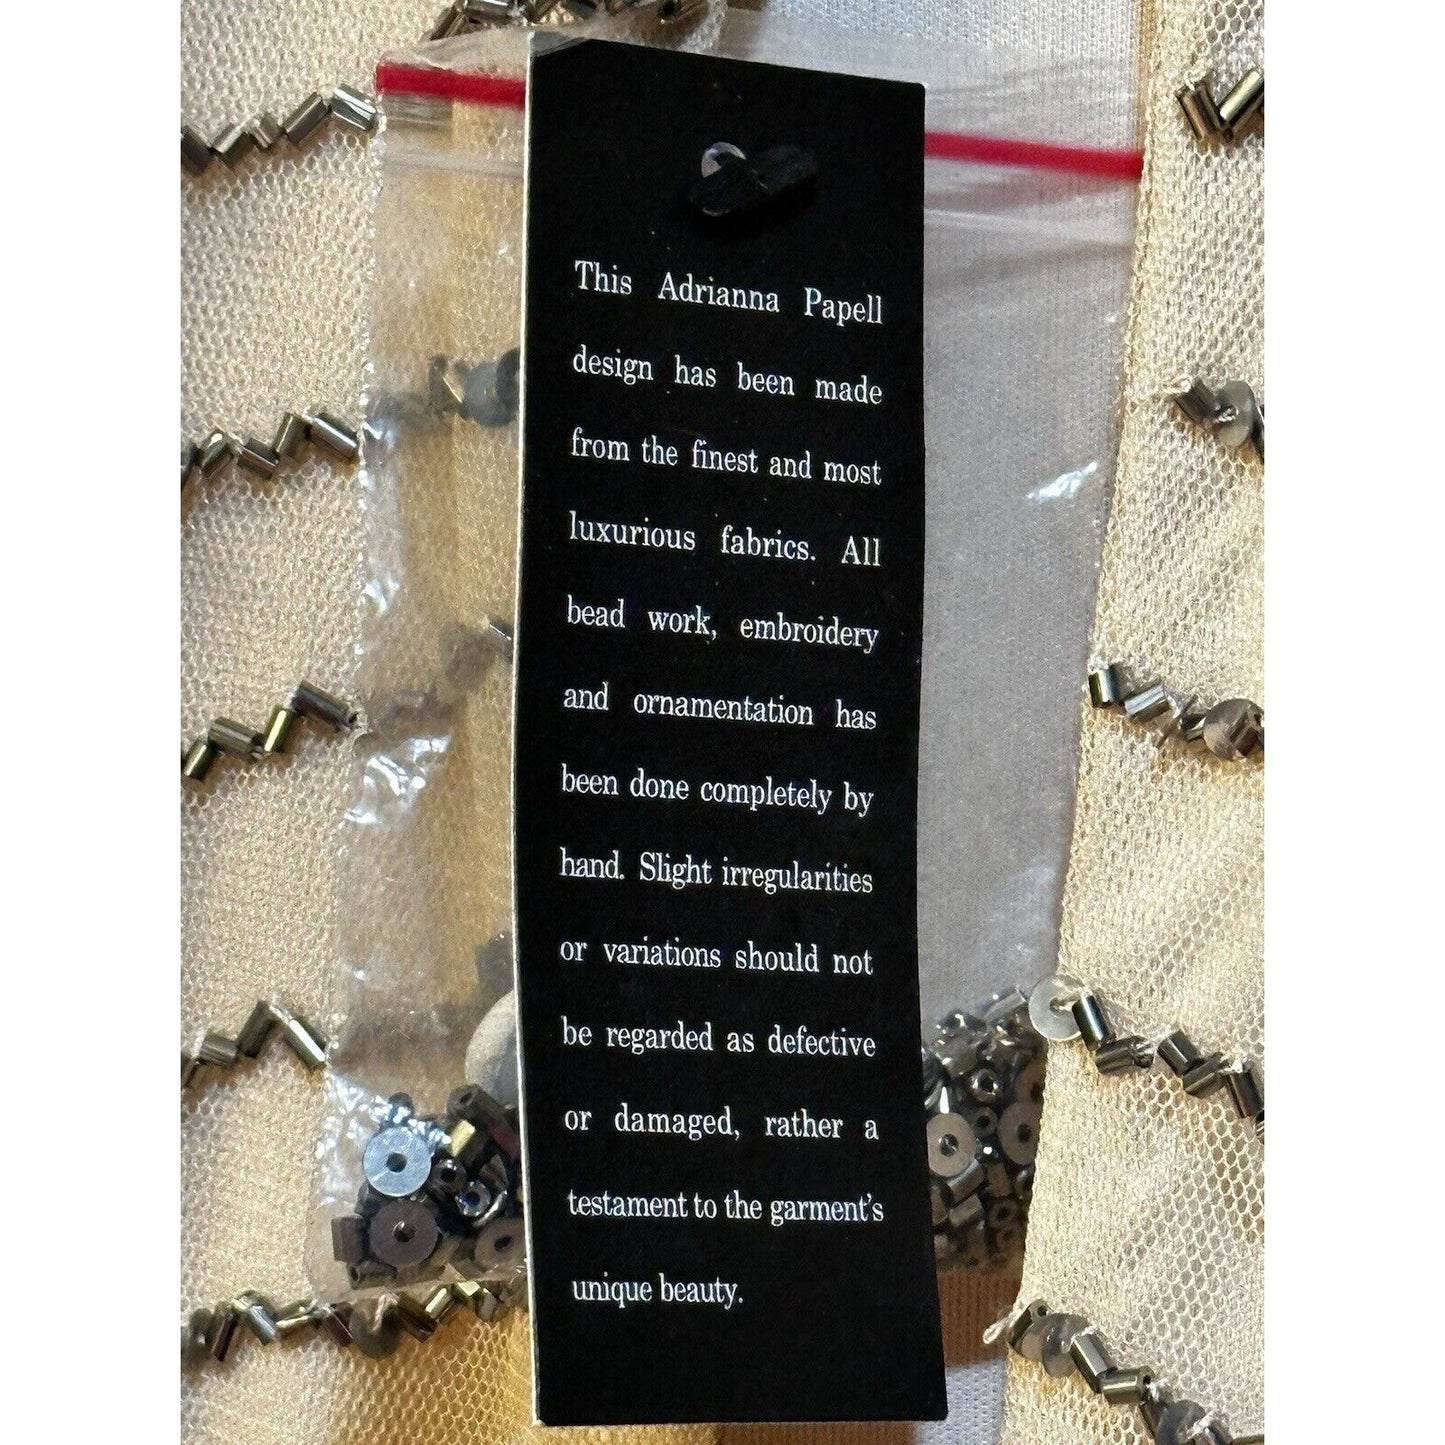 This Adrianna Papell
design has been made
from the finest and most
luxurious fabrics. All
bead work, embroidery
and ornamentation has
been done completely by
hand. Slight irregularities
or variations should not
be regarded as defective
or damaged, rather a
testament to the garment's
unique beauty.